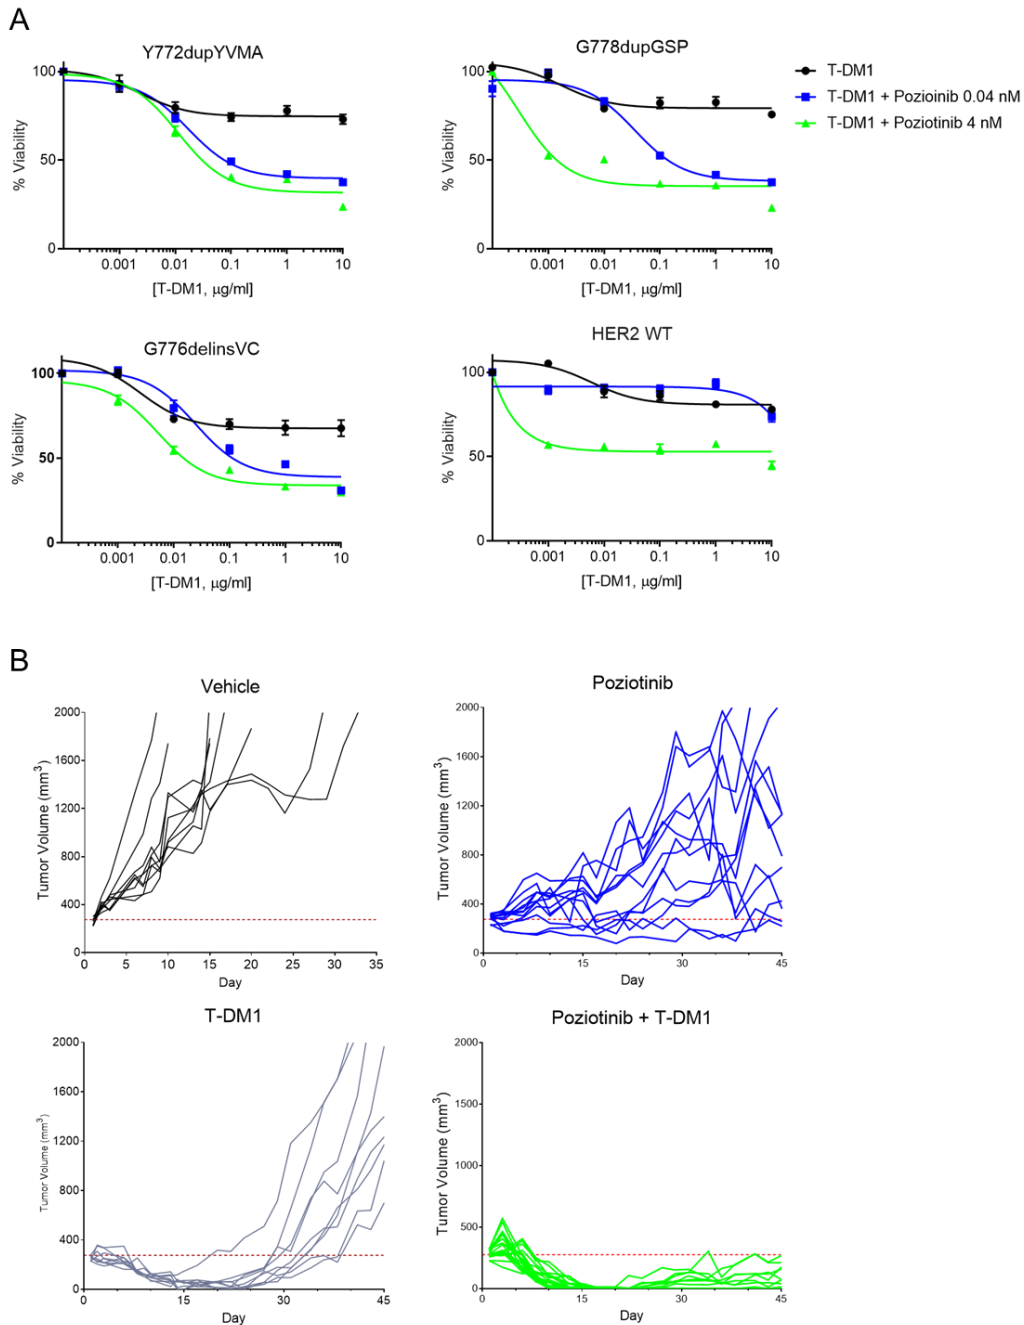 A
Y772dupYVMA
% Viability
100
50
0
0.001 0.01 0.1 1 10
[T-DM1, μg/ml]
G778dupGSP
% Viability
100
50
0
0.001 0.01 0.1 1 10
[T-DM1, μg/ml]
T-DM1
T-DM1 + Pozioinib 0.04 nM
T-DM1 + Poziotinib 4 nM
G776delinsVC
% Viability
100
50
0
0.001 0.01 0.1 1 10
[T-DM1, μg/ml]
HER2 WT
% Viability
100
50
0
0.001 0.01 0.1 1 10
[T-DM1, μg/ml]
B
Vehicle
Tumor Volume (mm³)
2000
1600
1200
800
400
0
0 5 10 15 20 25 30 35
Day
Poziotinib
Tumor Volume (mm³)
2000
1600
1200
800
400
0
0 15 30 45
Day
T-DM1
Tumor Volume (mm³)
2000
1600
1200
800
400
0
0 15 30 45
Day
Poziotinib + T-DM1
Tumor Volume (mm³)
2000
1500
1000
500
0
0 15 30 45
Day